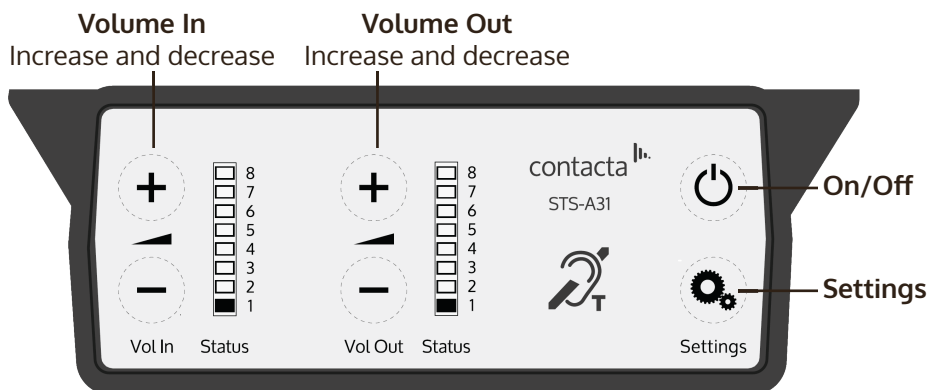 Volume In
Increase and decrease
Volume Out
Increase and decrease
+
8
7
6
5
4
3
2
1
−
Vol In
Status
+
8
7
6
5
4
3
2
1
−
Vol Out
Status
contacta
STS-A31
T
On/Off
Settings
Settings